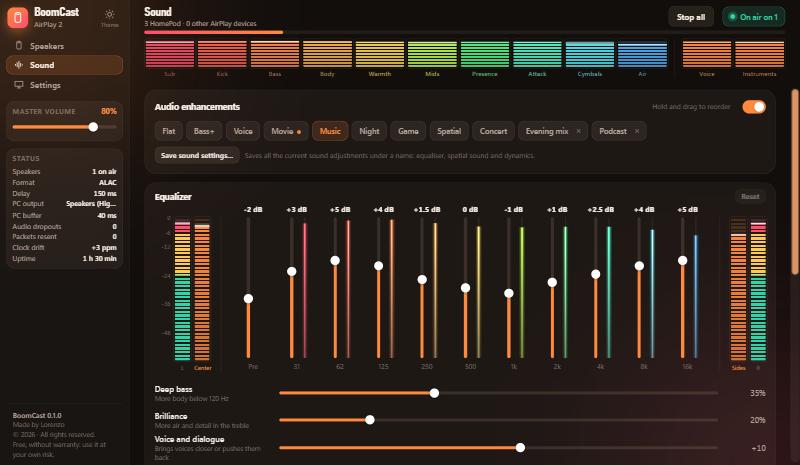 BoomCast
AirPlay 2
Theme
Speakers
Sound
Settings
MASTER VOLUME 80%
STATUS
Speakers 1 on air
Format ALAC
Delay 150 ms
PC output Speakers (Hig...
PC buffer 40 ms
Audio dropouts 0
Packets resent 0
Clock drift +3 ppm
Uptime 1 h 30 min
BoomCast 0.1.0
Made by Lorenzo
© 2026 · All rights reserved.
Free, without warranty: use it at
your own risk.
Sound
3 HomePod · 0 other AirPlay devices
Stop all
On air on 1
Sub Kick Bass Body Warmth Mids Presence Attack Cymbals Air Voice Instruments
Audio enhancements
Hold and drag to reorder
Flat Bass+ Voice Movie Music Night Game Spatial Concert Evening mix × Podcast ×
Save sound settings... Saves all the current sound adjustments under a name: equaliser, spatial sound and dynamics.
Equalizer
Reset
-2 dB +3 dB +5 dB +4 dB +1.5 dB 0 dB -1 dB +1 dB +2.5 dB +4 dB +5 dB
0
-6
-12
-24
-36
-48
Center Pre 31 62 125 250 500 1k 2k 4k 8k 16k Sides
Deep bass
More body below 120 Hz
35%
Brilliance
More air and detail in the treble
20%
Voice and dialogue
Brings voices closer or pushes them
back
+10